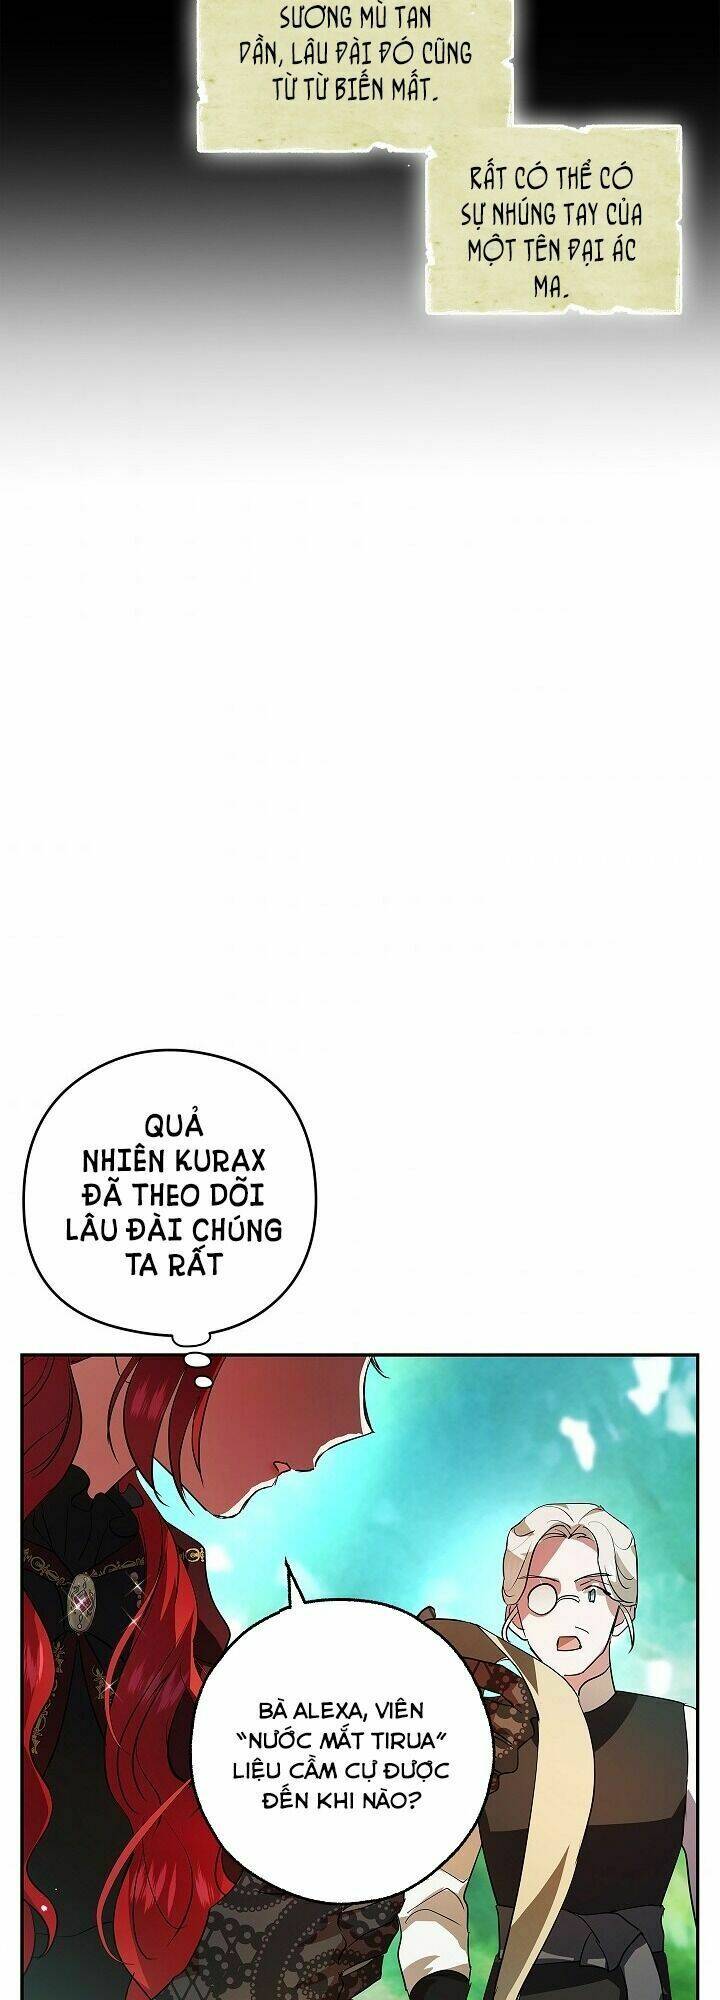 SƯƠNG MÙ TAN
DẦN, LÂU ĐÀI ĐÓ CŨNG
TỪ TỪ BIẾN MẤT.
RẤT CÓ THỂ CÓ
SỰ NHÚNG TAY CỦA
MỘT TÊN ĐẠI ÁC
MA.
QUẢ
NHIÊN KURAX
ĐÃ THEO DÕI
LÂU ĐÀI CHÚNG
TA RẤT
BÀ ALEXA, VIÊN
“NƯỚC MẮT TIRUA”
LIỆU CẦM CỰ ĐƯỢC
ĐẾN KHI NÀO?